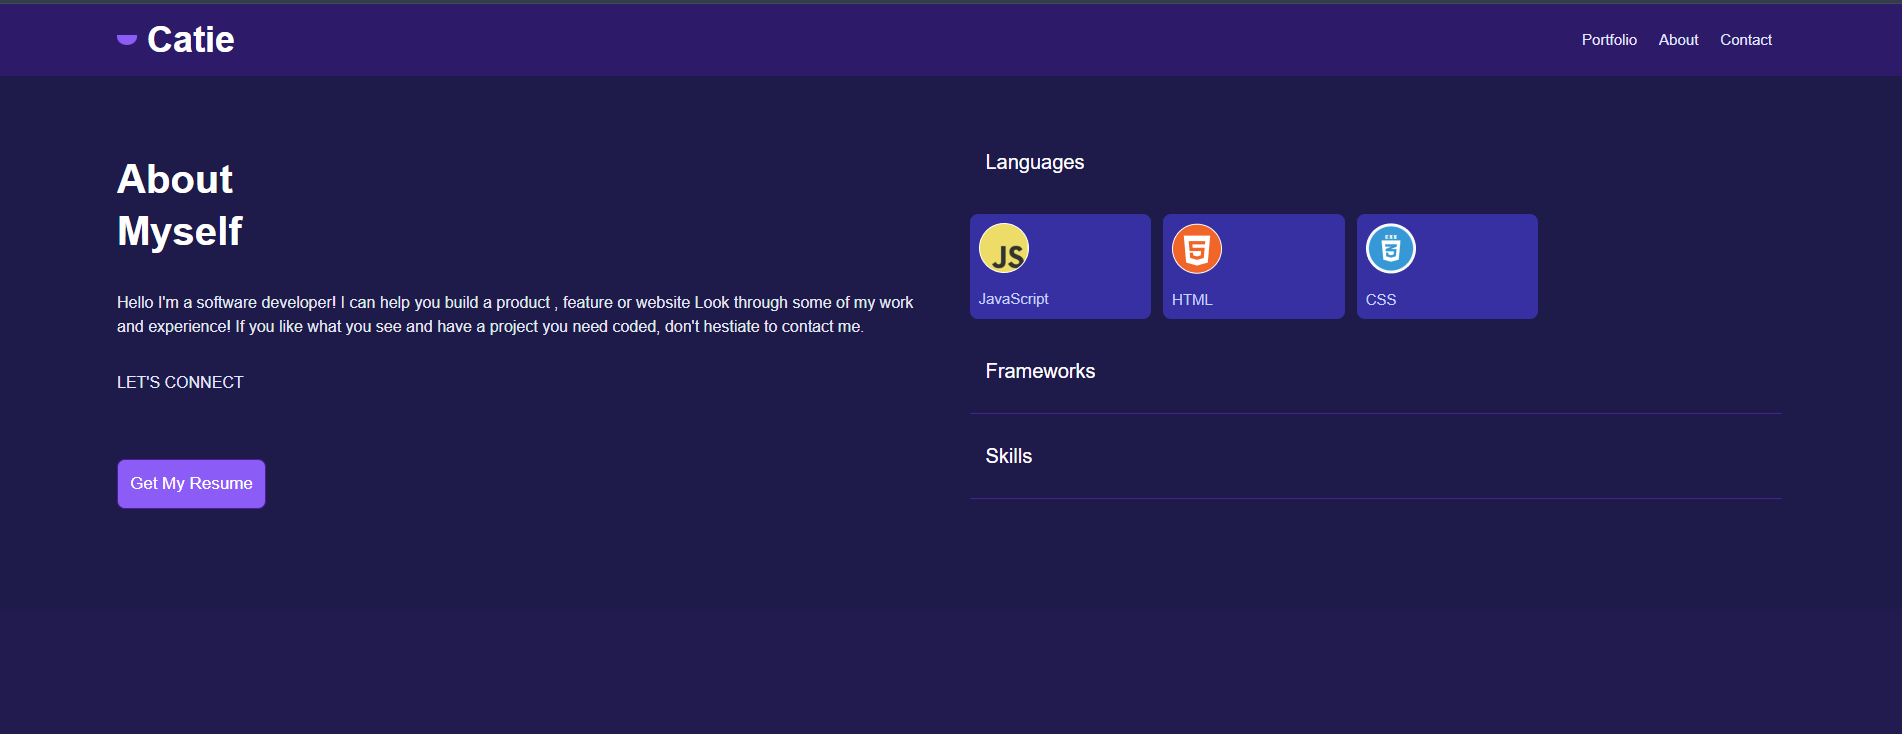 Catie
Portfolio About Contact
About
Myself
Hello I'm a software developer! I can help you build a product , feature or website Look through some of my work
and experience! If you like what you see and have a project you need coded, don't hestiate to contact me.
LET'S CONNECT
Get My Resume
Languages
JS
JavaScript
5
HTML
CSS
3
CSS
Frameworks
Skills